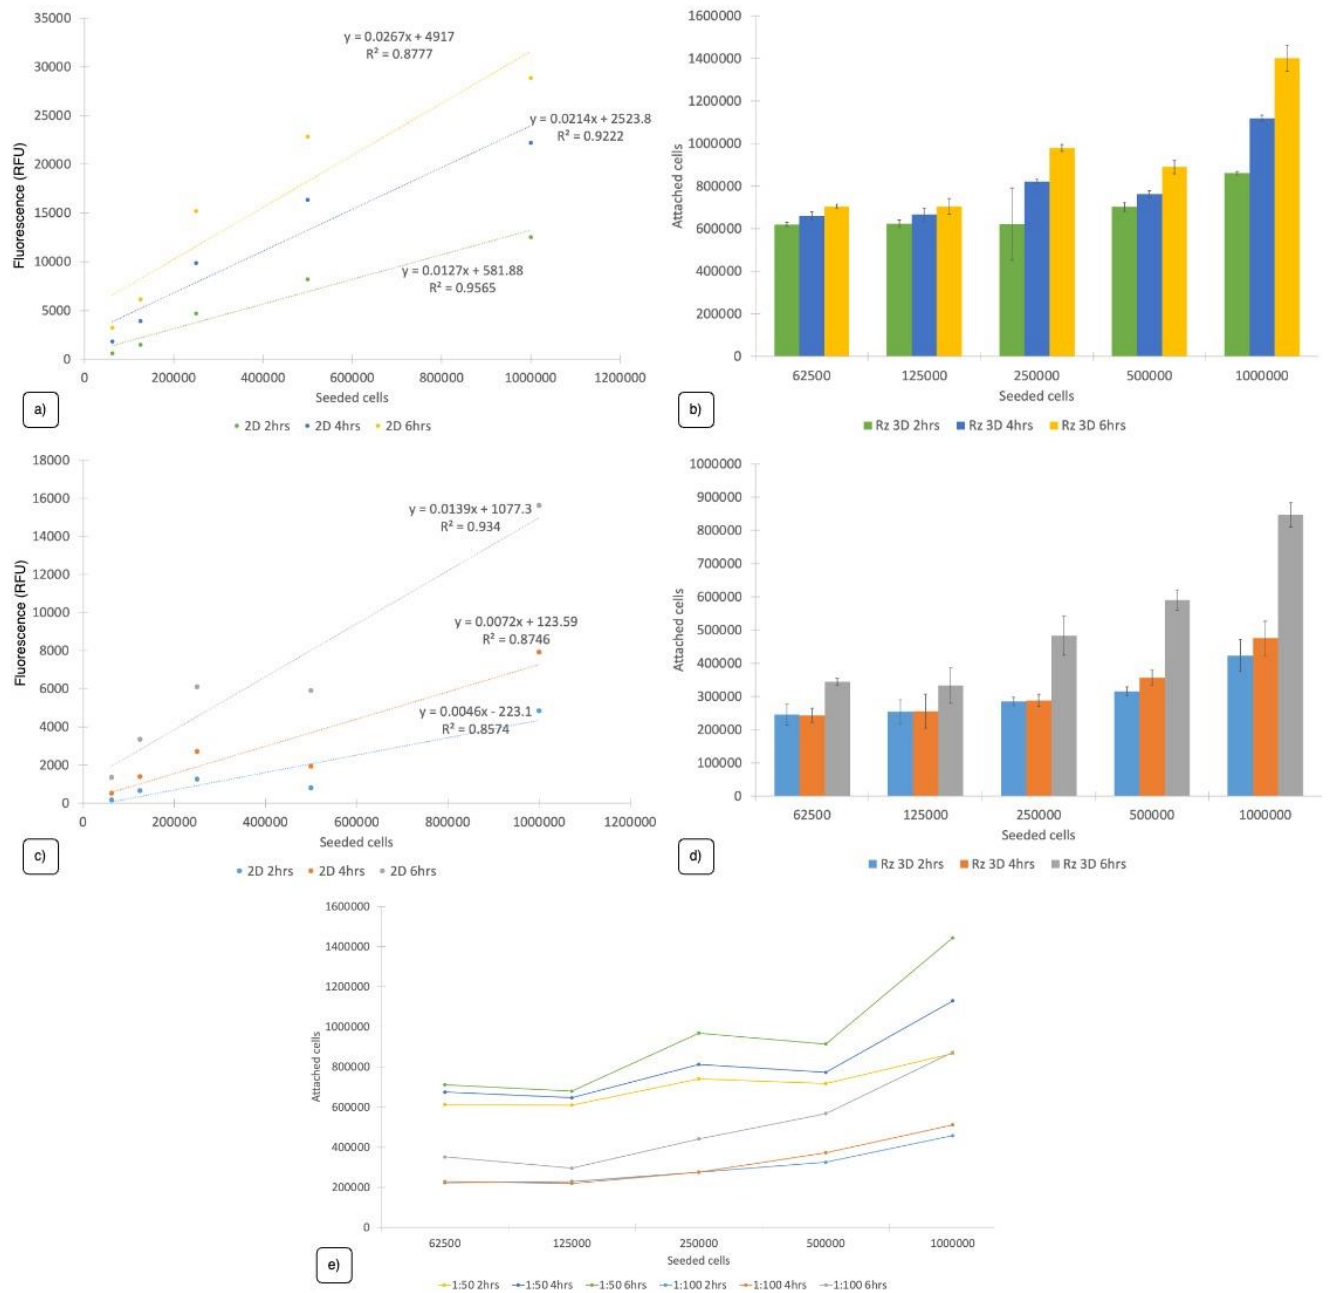 35000
30000
25000
20000
15000
10000
5000
0
Fluorescence (RFU)
y = 0.0267x + 4917
R² = 0.8777
y = 0.0214x + 2523.8
R² = 0.9222
y = 0.0127x + 581.88
R² = 0.9565
0 200000 400000 600000 800000 1000000 1200000
Seeded cells
a)
2D 2hrs 2D 4hrs 2D 6hrs
1600000
1400000
1200000
1000000
800000
600000
400000
200000
0
Attached cells
62500 125000 250000 500000 1000000
Seeded cells
b)
Rz 3D 2hrs Rz 3D 4hrs Rz 3D 6hrs
18000
16000
14000
12000
10000
8000
6000
4000
2000
0
Fluorescence (RFU)
y = 0.0139x + 1077.3
R² = 0.934
y = 0.0072x + 123.59
R² = 0.8746
y = 0.0046x - 223.1
R² = 0.8574
0 200000 400000 600000 800000 1000000 1200000
Seeded cells
c)
2D 2hrs 2D 4hrs 2D 6hrs
1000000
900000
800000
700000
600000
500000
400000
300000
200000
100000
0
Attached cells
62500 125000 250000 500000 1000000
Seeded cells
d)
Rz 3D 2hrs Rz 3D 4hrs Rz 3D 6hrs
1600000
1400000
1200000
1000000
800000
600000
400000
200000
0
Attached cells
62500 125000 250000 500000 1000000
Seeded cells
e)
1:50 2hrs 1:50 4hrs 1:50 6hrs 1:100 2hrs 1:100 4hrs 1:100 6hrs